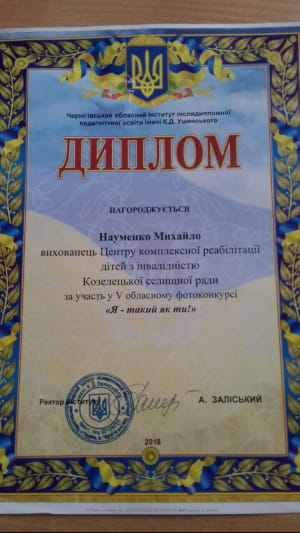 Чернігівський обласний інститут післядипломної
педагогічної освіти імені К.Д. Ушинського
ДИПЛОМ
НАГОРОДЖУЄТЬСЯ
Науменко Михайло
вихованець Центру комплексної реабілітації
дітей з інвалідністю
Козелецької селищної ради
за участь у V обласному фотоконкурсі
«Я - такий як ти!»
Ректор інституту
А. ЗАЛІСЬКИЙ
2018